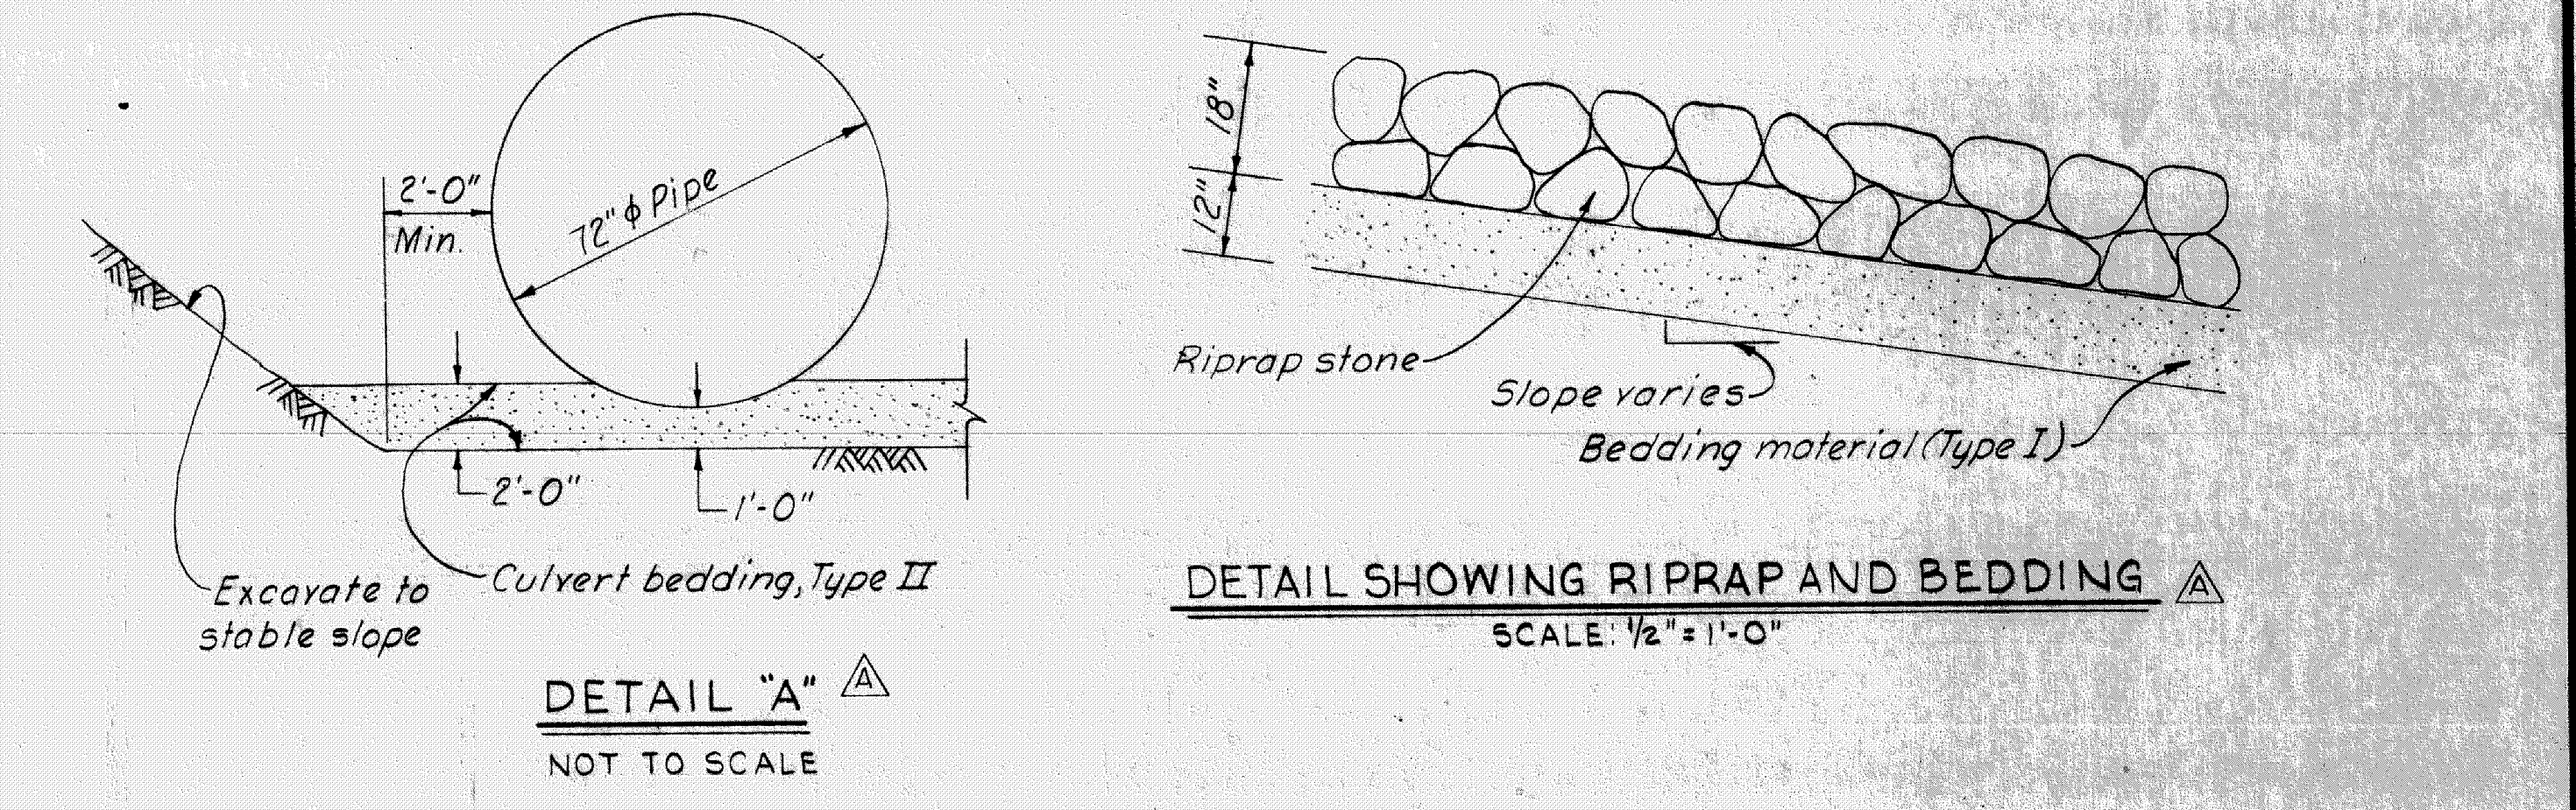 2'-0"
Min.
72" ϕ Pipe
2'-0"
1'-0"
Excavate to
stable slope
Culvert bedding, Type II
DETAIL "A" A
NOT TO SCALE
18"
12"
Riprap stone
Slope varies
Bedding material (Type I)
DETAIL SHOWING RIPRAP AND BEDDING A
SCALE: 1/2" = 1'-0"